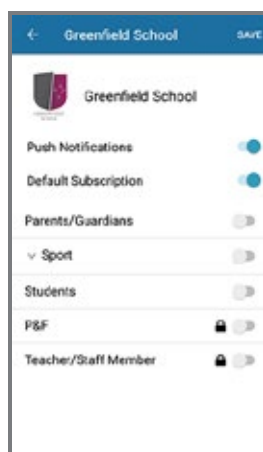 Greenfield School
SAVE
Greenfield School
Push Notifications
Default Subscription
Parents/Guardians
Sport
Students
P&F
Teacher/Staff Member